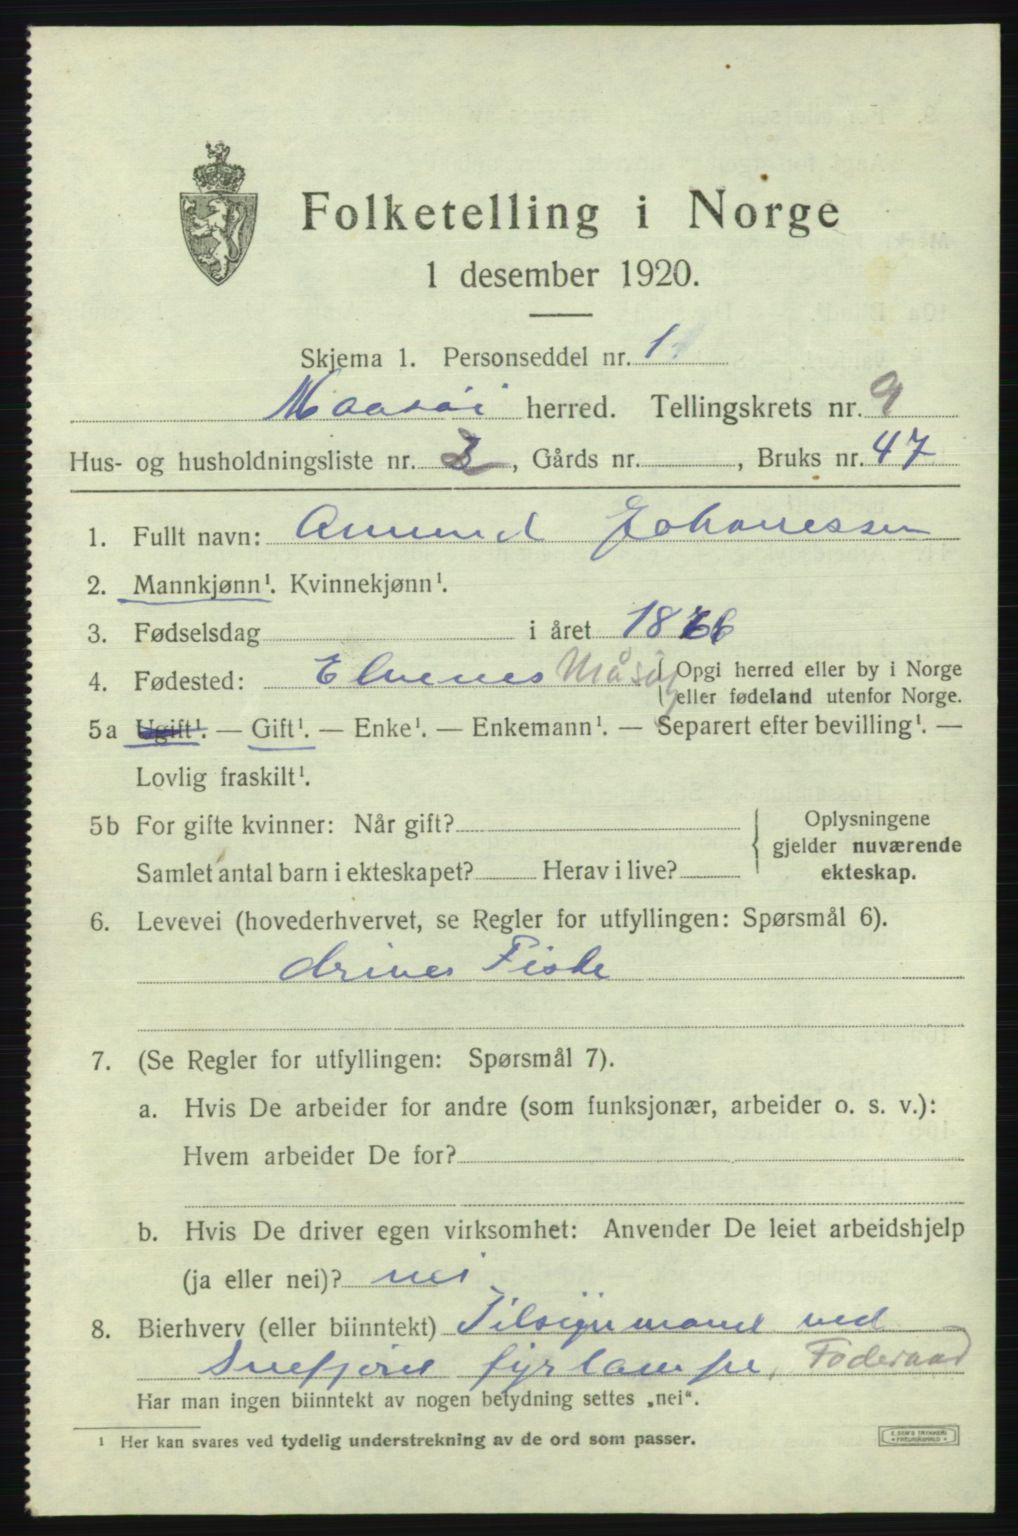 Folketelling i Norge
1 desember 1920.
Skjema 1. Personseddel nr. 1
Maasøi herred. Tellingskrets nr. 9
Hus- og husholdningsliste nr. 2, Gårds nr. , Bruks nr. 47
1. Fullt navn: Amund Johanessen
2. Mannkjønn¹. Kvinnekjønn¹.
3. Fødselsdag i året 18
4. Fødested: Elvenes Måsøy { Opgi herred eller by i Norge
eller fødeland utenfor Norge.
5a Ugift¹. — Gift¹. — Enke¹. — Enkemann¹. — Separert efter bevilling¹. —
Lovlig fraskilt¹.
5b For gifte kvinner: Når gift? { Oplysningene
gjelder nuværende
Samlet antal barn i ekteskapet? Herav i live? ekteskap.
6. Levevei (hovederhvervet, se Regler for utfyllingen: Spørsmål 6).
driver Fiske
7. (Se Regler for utfyllingen: Spørsmål 7).
a. Hvis De arbeider for andre (som funksjonær, arbeider o. s. v.):
Hvem arbeider De for?
b. Hvis De driver egen virksomhet: Anvender De leiet arbeidshjelp
(ja eller nei)? nei
8. Bierhverv (eller biinntekt) Tilsynsmand ved
Snefjord fyrlampe, Foderaad
Har man ingen biinntekt av nogen betydning settes „nei“.
¹ Her kan svares ved tydelig understrekning av de ord som passer.